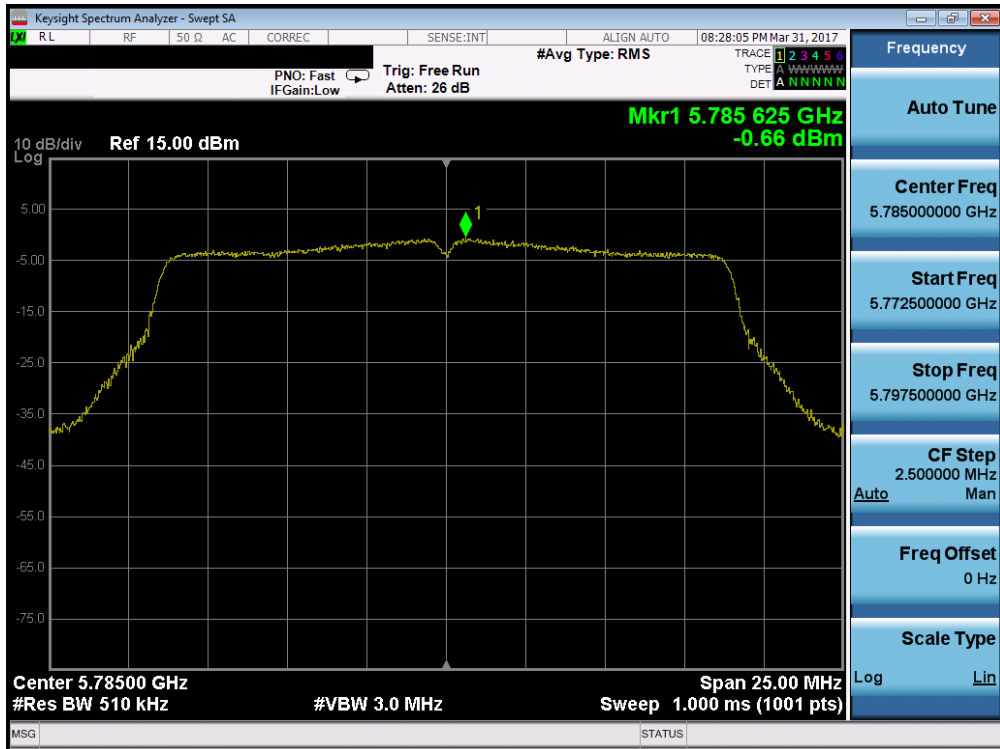 Keysight Spectrum Analyzer - Swept SA
LXI RL RF 50 Ω AC CORREC SENSE:INT ALIGN AUTO 08:28:05 PM Mar 31, 2017
#Avg Type: RMS TRACE 1 2 3 4 5 6
PNO: Fast Trig: Free Run TYPE A WWWWW
IFGain:Low Atten: 26 dB DET A N N N N N
Mkr1 5.785 625 GHz
-0.66 dBm
10 dB/div Ref 15.00 dBm
Log
1
5.00
-5.00
-15.0
-25.0
-35.0
-45.0
-55.0
-65.0
-75.0
Center 5.78500 GHz Span 25.00 MHz
#Res BW 510 kHz #VBW 3.0 MHz Sweep 1.000 ms (1001 pts)
MSG STATUS
Frequency
Auto Tune
Center Freq
5.785000000 GHz
Start Freq
5.772500000 GHz
Stop Freq
5.797500000 GHz
CF Step
2.500000 MHz
Auto Man
Freq Offset
0 Hz
Scale Type
Log Lin